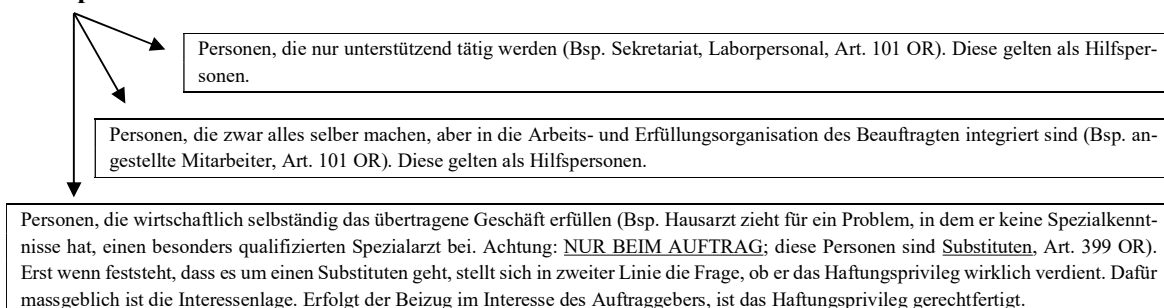 Personen, die nur unterstützend tätig werden (Bsp. Sekretariat, Laborpersonal, Art. 101 OR). Diese gelten als Hilfsper-
sonen.
Personen, die zwar alles selber machen, aber in die Arbeits- und Erfüllungsorganisation des Beauftragten integriert sind (Bsp. an-
gestellte Mitarbeiter, Art. 101 OR). Diese gelten als Hilfspersonen.
Personen, die wirtschaftlich selbständig das übertragene Geschäft erfüllen (Bsp. Hausarzt zieht für ein Problem, in dem er keine Spezialkennt-
nisse hat, einen besonders qualifizierten Spezialarzt bei. Achtung: NUR BEIM AUFTRAG; diese Personen sind Substituten, Art. 399 OR).
Erst wenn feststeht, dass es um einen Substituten geht, stellt sich in zweiter Linie die Frage, ob er das Haftungsprivileg wirklich verdient. Dafür
massgeblich ist die Interessenlage. Erfolgt der Beizug im Interesse des Auftraggebers, ist das Haftungsprivileg gerechtfertigt.